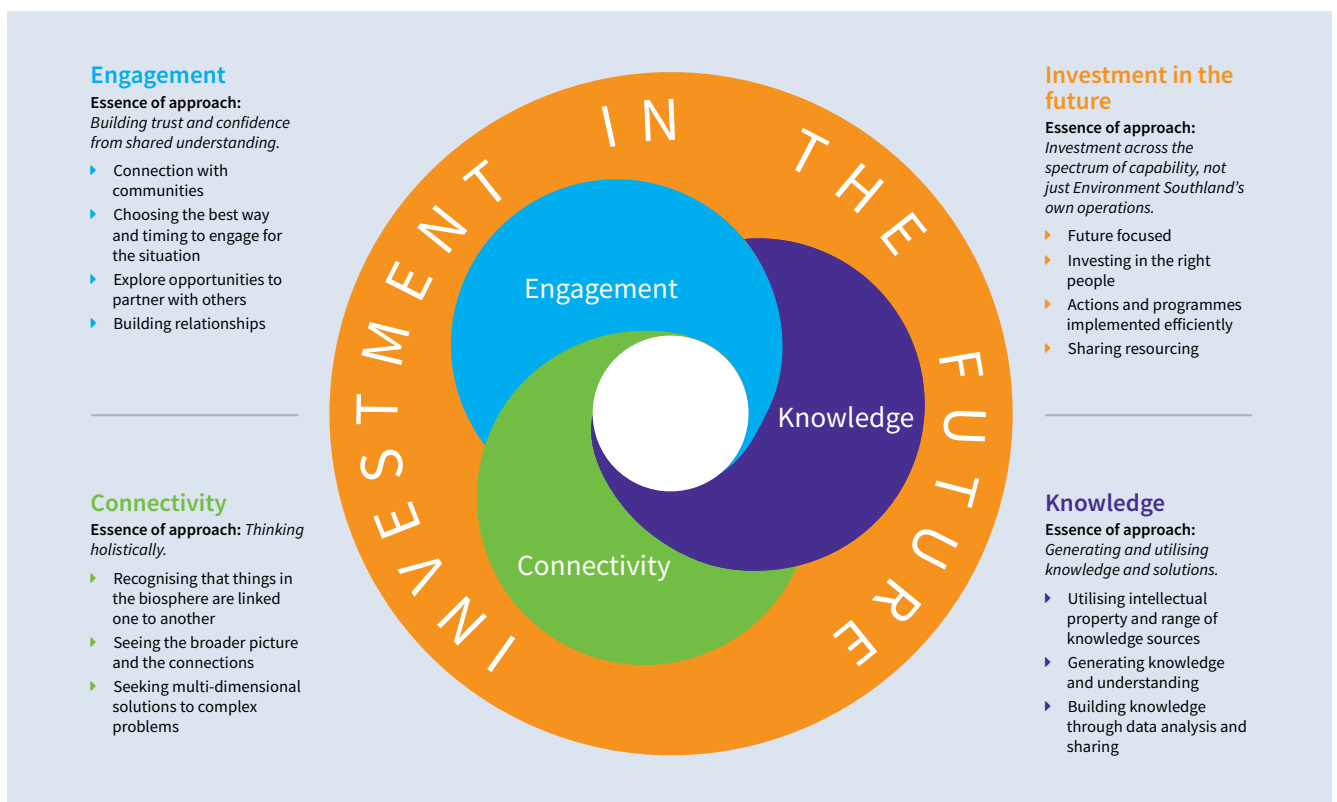 Engagement
Essence of approach:
Building trust and confidence
from shared understanding.
Connection with
communities
Choosing the best way
and timing to engage for
the situation
Explore opportunities to
partner with others
Building relationships
Connectivity
Essence of approach: Thinking
holistically.
Recognising that things in
the biosphere are linked
one to another
Seeing the broader picture
and the connections
Seeking multi-dimensional
solutions to complex
problems
INVESTMENT IN THE FUTURE
Engagement
Knowledge
Connectivity
Investment in the
future
Essence of approach:
Investment across the
spectrum of capability, not
just Environment Southland’s
own operations.
Future focused
Investing in the right
people
Actions and programmes
implemented efficiently
Sharing resourcing
Knowledge
Essence of approach:
Generating and utilising
knowledge and solutions.
Utilising intellectual
property and range of
knowledge sources
Generating knowledge
and understanding
Building knowledge
through data analysis and
sharing